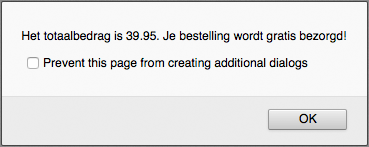 Het totaalbedrag is 39.95. Je bestelling wordt gratis bezorgd!
Prevent this page from creating additional dialogs
OK